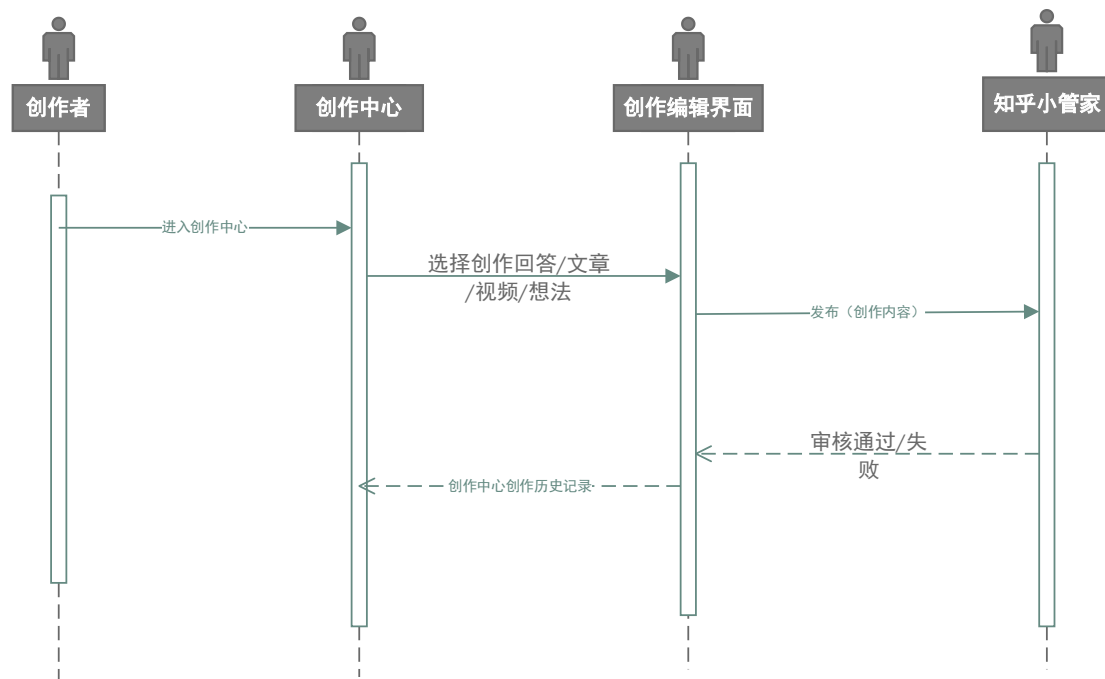 创作者
创作中心
创作编辑界面
知乎小管家
进入创作中心
选择创作回答/文章
/视频/想法
发布（创作内容）
审核通过/失
败
创作中心创作历史记录